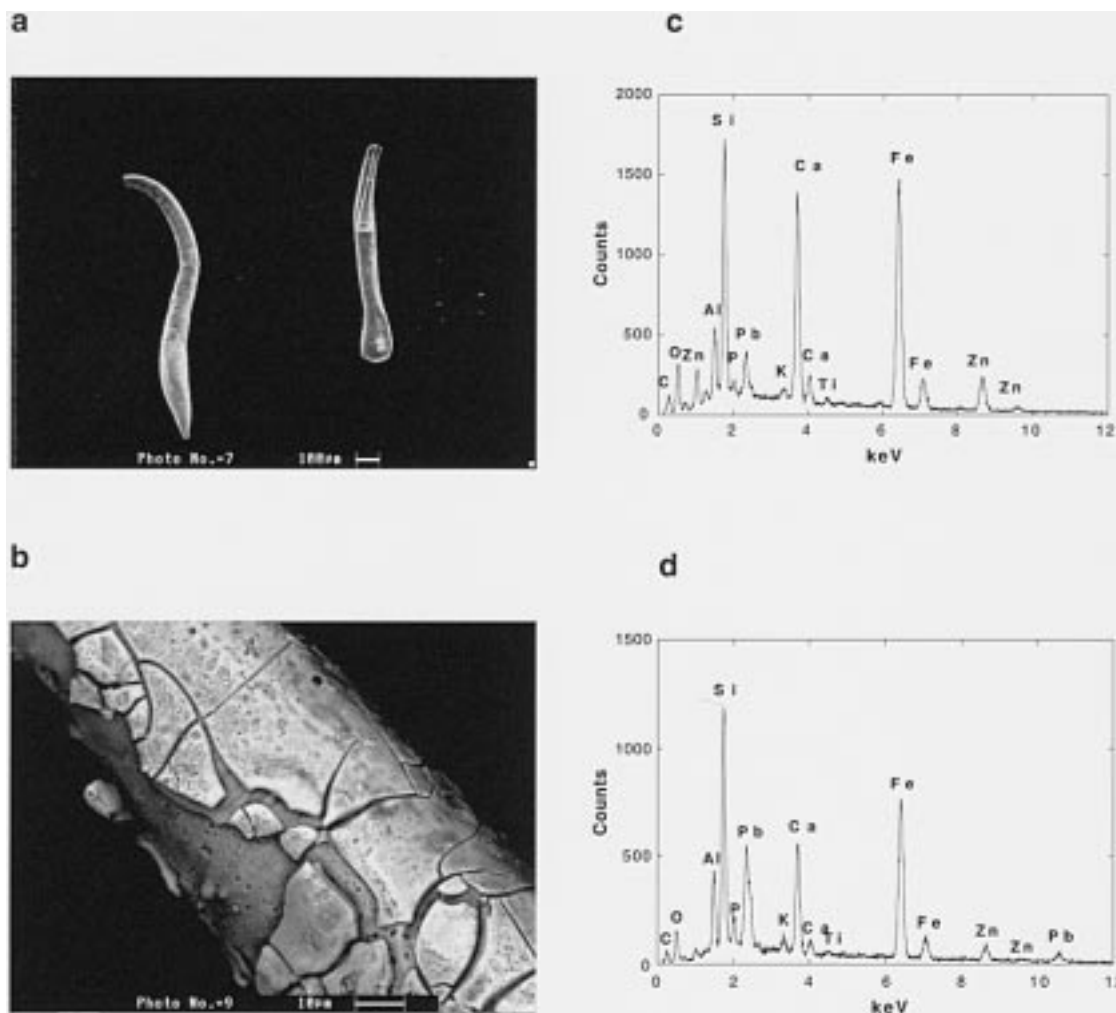 a
Photo No.=7 100µm
b
Photo No.=9 10µm
c
2000
1500
1000
500
0
Counts
0 2 4 6 8 10 12
keV
C O Zn Al Si P Pb K Ca Ca Ti Fe Fe Zn Zn
d
1500
1000
500
0
Counts
0 2 4 6 8 10 12
keV
C O Al Si P Pb K Ca Ca Ti Fe Fe Zn Zn Pb